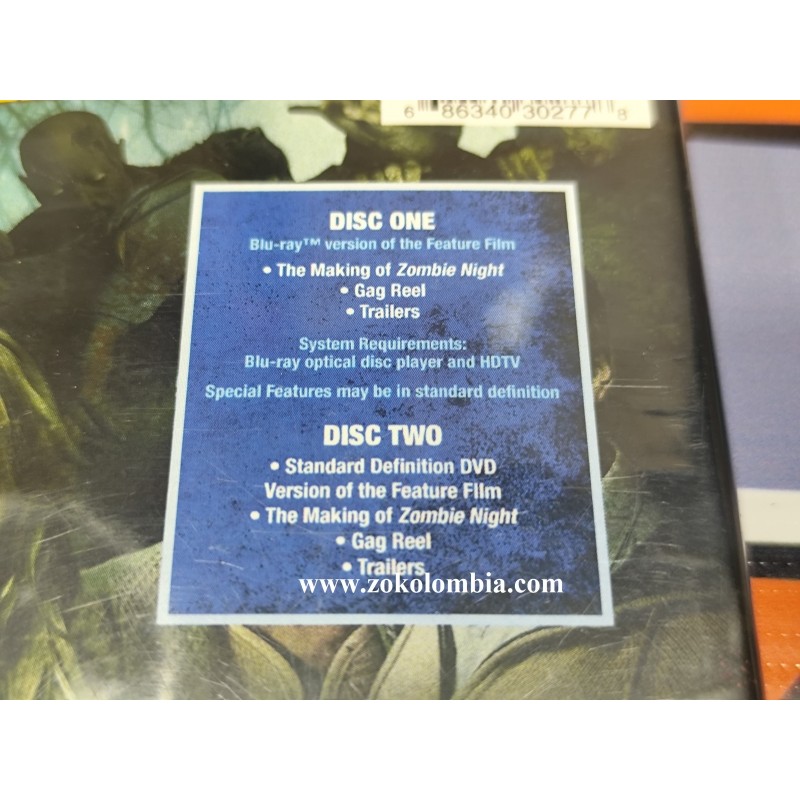 6 86340 30277 8
DISC ONE
Blu-ray™ version of the Feature Film
• The Making of Zombie Night
• Gag Reel
• Trailers
System Requirements:
Blu-ray optical disc player and HDTV
Special Features may be in standard definition
DISC TWO
• Standard Definition DVD
Version of the Feature Film
• The Making of Zombie Night
• Gag Reel
• Trailers
www.zokolombia.com